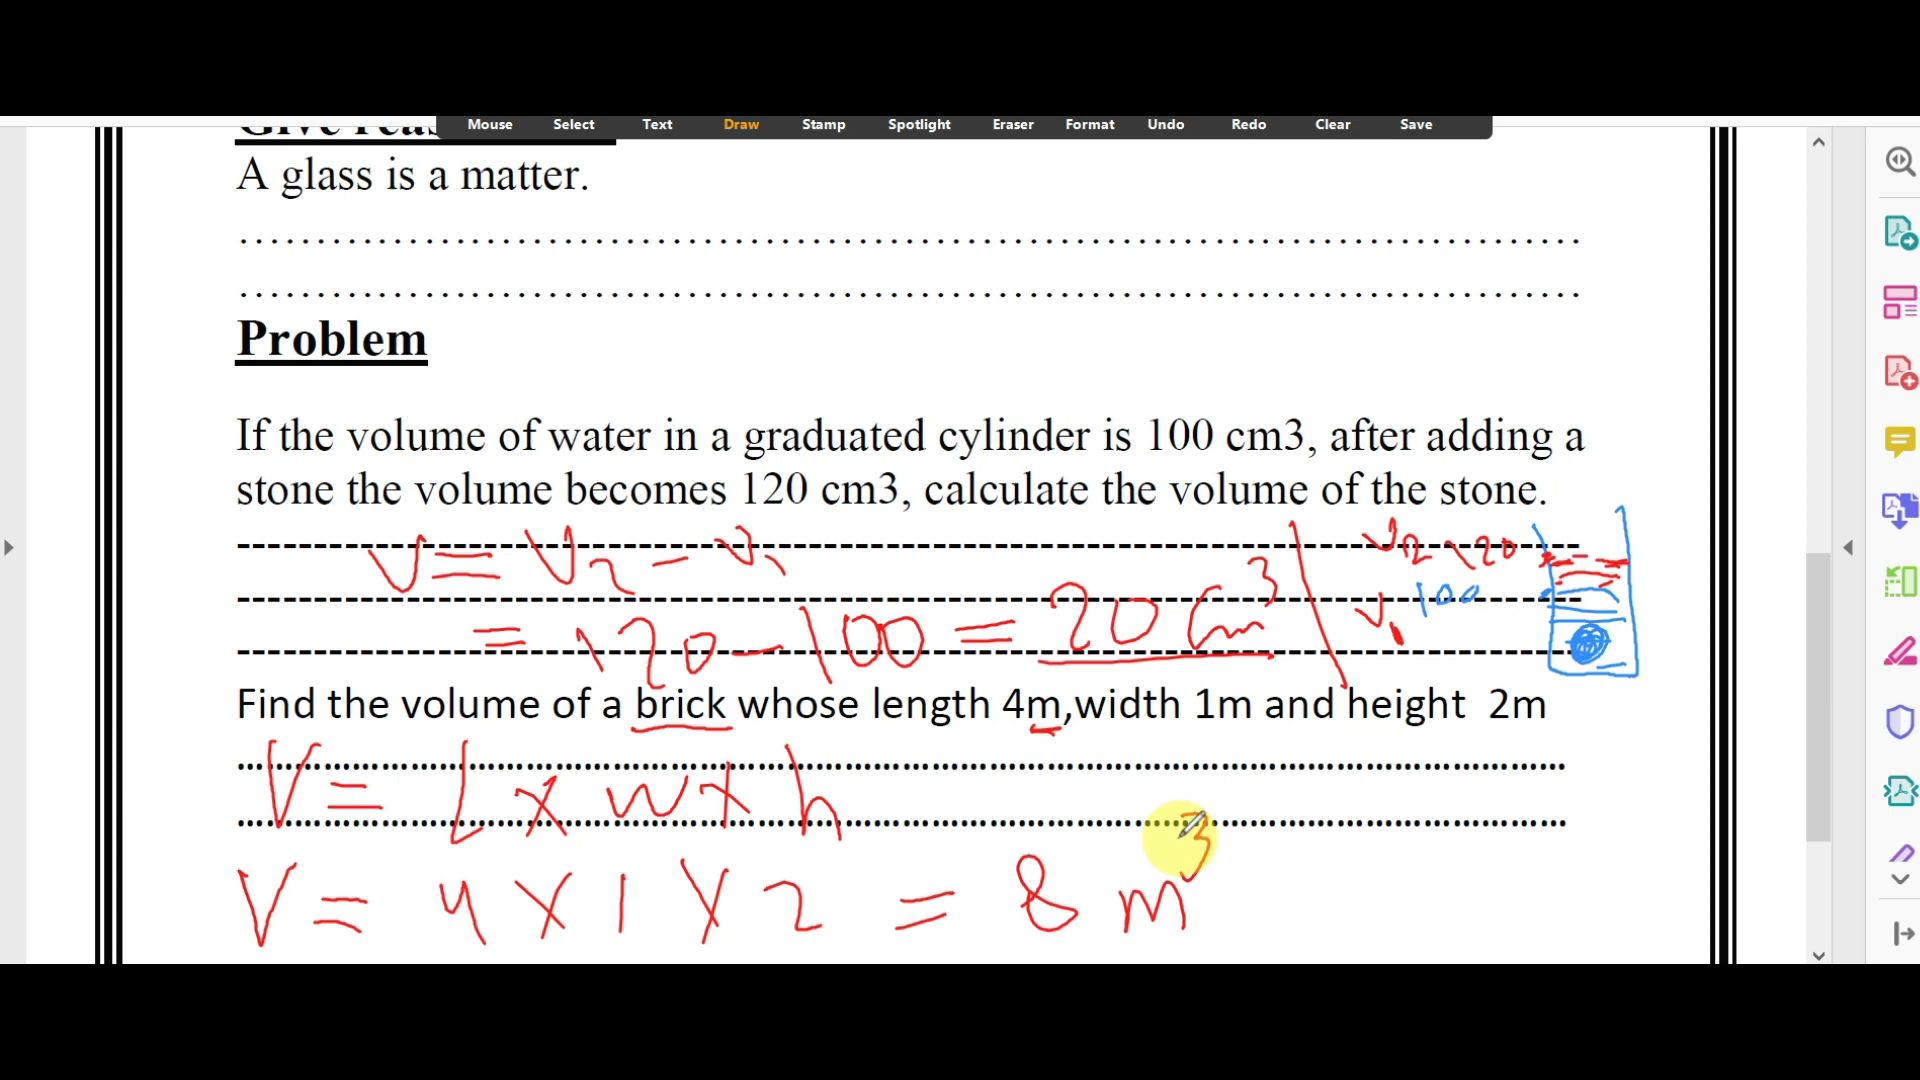 Mouse Select Text Draw Stamp Spotlight Eraser Format Undo Redo Clear Save
A glass is a matter.
Problem
If the volume of water in a graduated cylinder is 100 cm3, after adding a
stone the volume becomes 120 cm3, calculate the volume of the stone.
V = V2 - V1
V2 120
= 120 - 100 = 20 Cm³
V1 100
Find the volume of a brick whose length 4m,width 1m and height 2m
V = L x w x h
V = 4 X 1 X 2 = 8 m³